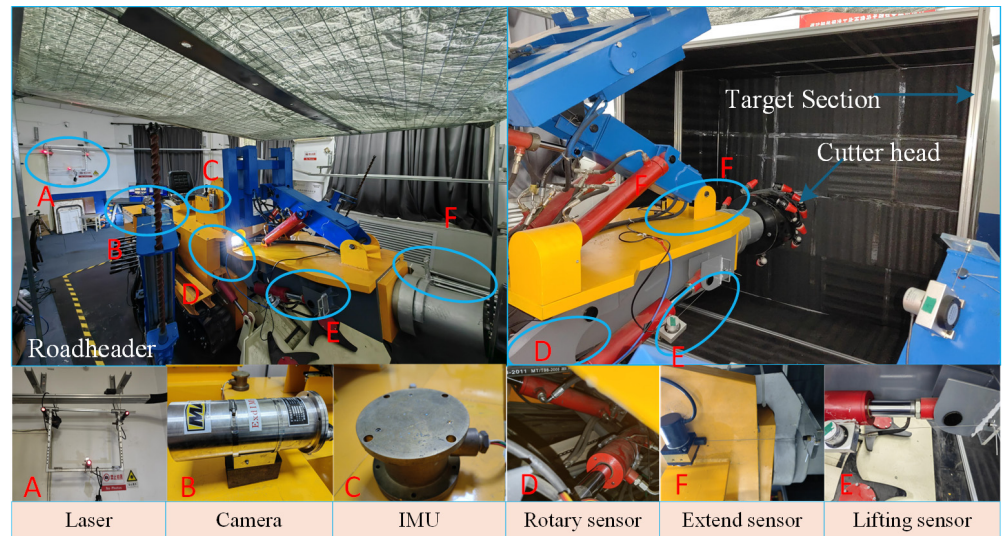 Target Section
Cutter head
A
C
B
D
E
F
Roadheader
F
F
D
E
A
B
C
D
F
E
Laser
Camera
IMU
Rotary sensor
Extend sensor
Lifting sensor